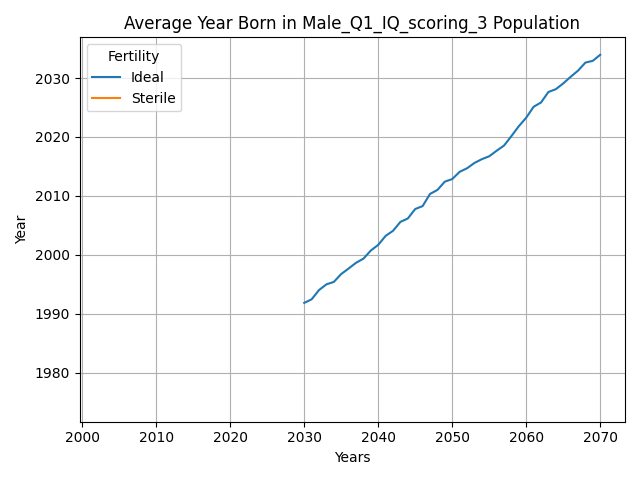 Average Year Born in Male_Q1_IQ_scoring_3 Population
Fertility
Ideal
Sterile
2030
2020
2010
2000
1990
1980
Year
2000 2010 2020 2030 2040 2050 2060 2070
Years